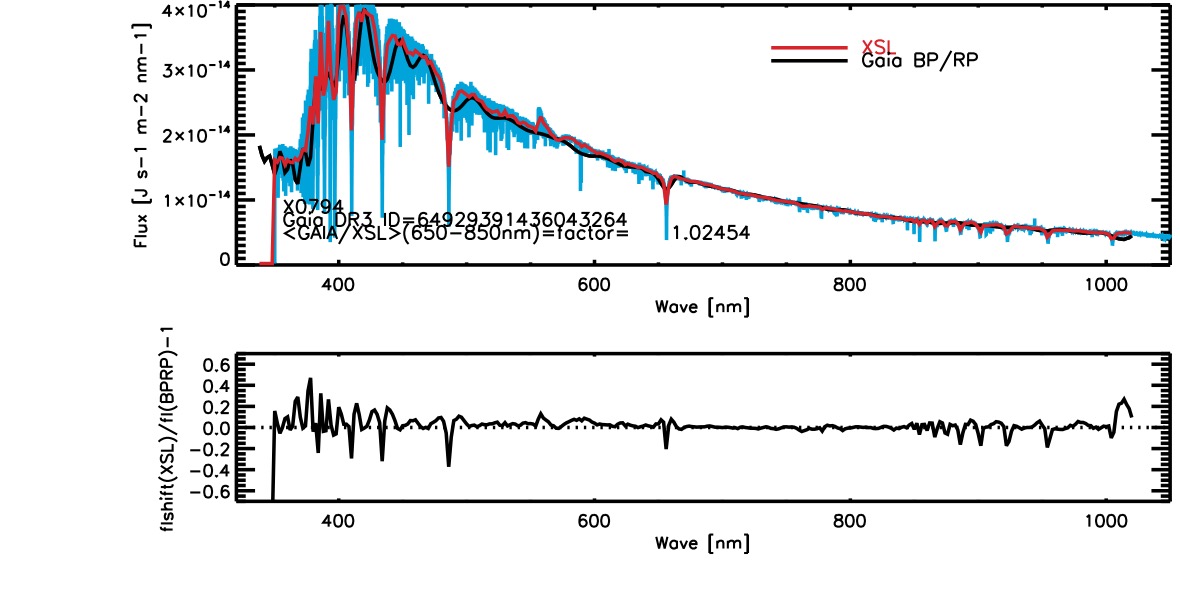 4×10−14
3×10−14
2×10−14
1×10−14
0
Flux [J s−1 m−2 nm−1]
XSL
Gaia BP/RP
X0794
Gaia DR3 ID=649293914360432​64
<GAIA/XSL>(650−850nm)=factor= 1.02454
400 600 800 1000
Wave [nm]
0.6
0.4
0.2
0.0
−0.2
−0.4
−0.6
flshift(XSL)/fl(BPRP)−1
400 600 800 1000
Wave [nm]